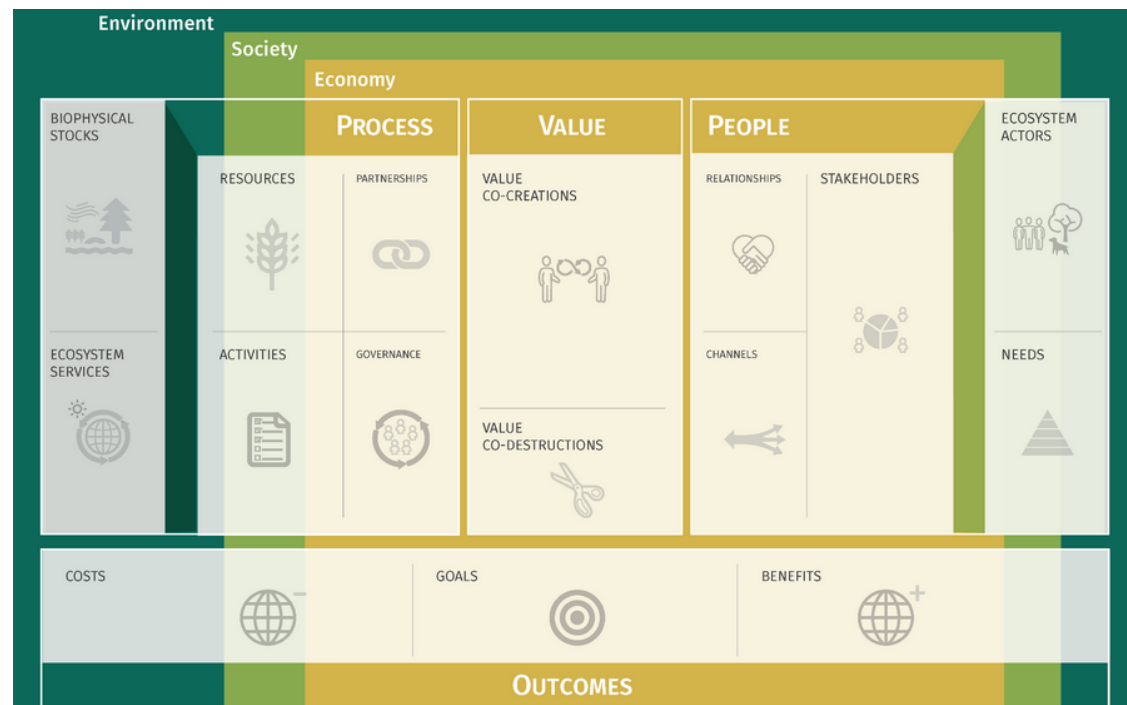 Environment
Society
Economy
BIOPHYSICAL
STOCKS
PROCESS
VALUE
PEOPLE
ECOSYSTEM
ACTORS
RESOURCES
PARTNERSHIPS
VALUE
CO-CREATIONS
RELATIONSHIPS
STAKEHOLDERS
ECOSYSTEM
SERVICES
ACTIVITIES
GOVERNANCE
VALUE
CO-DESTRUCTIONS
CHANNELS
NEEDS
COSTS
GOALS
BENEFITS
OUTCOMES